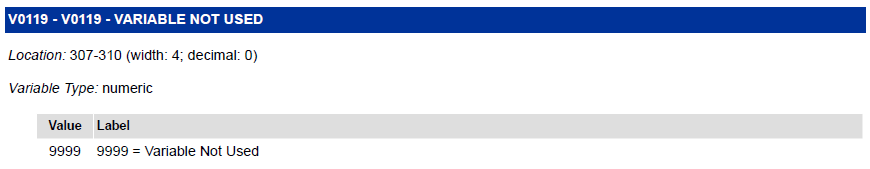 V0119 - V0119 - VARIABLE NOT USED
Location: 307-310 (width: 4; decimal: 0)
Variable Type: numeric
Value Label
9999 9999 = Variable Not Used